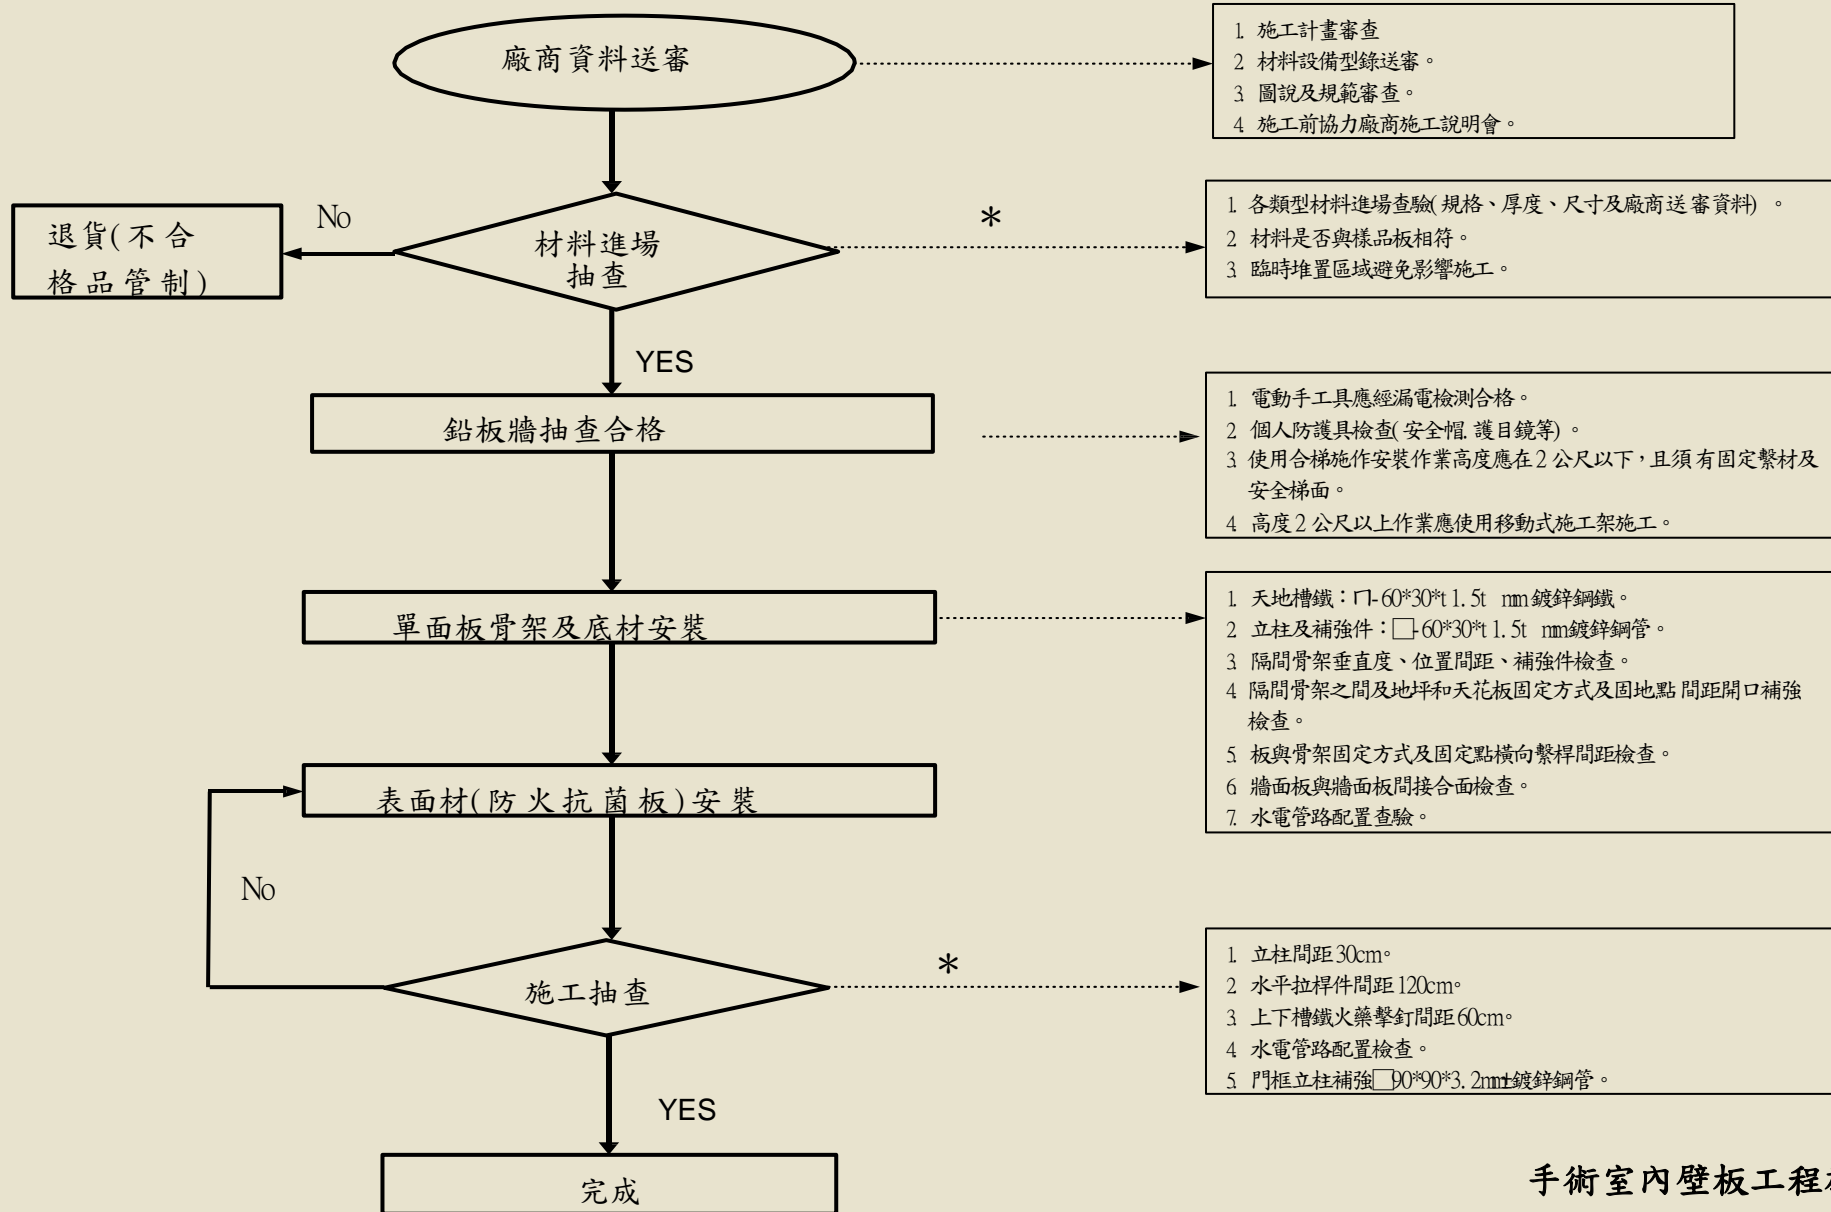 廠商資料送審
1. 施工計畫審查
2. 材料設備型錄送審。
3. 圖說及規範審查。
4. 施工前協力廠商施工說明會。
No
退貨(不合
格品管制)
材料進場
抽查
*
1. 各類型材料進場查驗(規格、厚度、尺寸及廠商送審資料)。
2. 材料是否與樣品板相符。
3. 臨時堆置區域避免影響施工。
YES
鉛板牆抽查合格
1. 電動手工具應經漏電檢測合格。
2. 個人防護具檢查(安全帽.護目鏡等)。
3. 使用合梯施作安裝作業高度應在2公尺以下,且須有固定繫材及
安全梯面。
4. 高度2公尺以上作業應使用移動式施工架施工。
單面板骨架及底材安裝
1. 天地槽鐵:冂-60*30*t1.5t mm鍍鋅鋼鐵。
2. 立柱及補強件:□-60*30*t1.5t mm鍍鋅鋼管。
3. 隔間骨架垂直度、位置間距、補強件檢查。
4. 隔間骨架之間及地坪和天花板固定方式及固地點間距開口補強
檢查。
5. 板與骨架固定方式及固定點橫向繫桿間距檢查。
6. 牆面板與牆面板間接合面檢查。
7. 水電管路配置查驗。
表面材(防火抗菌板)安裝
No
施工抽查
*
1. 立柱間距30cm。
2. 水平拉桿件間距120cm。
3. 上下槽鐵火藥擊釘間距60cm。
4. 水電管路配置檢查。
5. 門框立柱補強□90*90*3.2mm±鍍鋅鋼管。
YES
完成
手術室內壁板工程